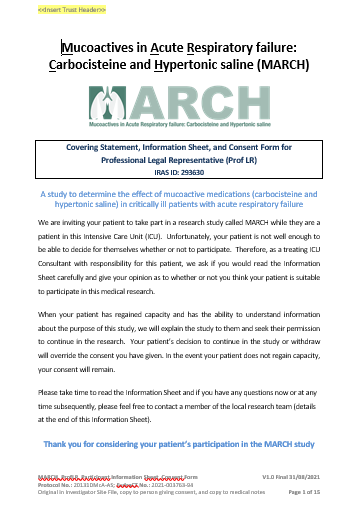 <<Insert Trust Header>>
Mucoactives in Acute Respiratory failure:
Carbocisteine and Hypertonic saline (MARCH)
MARCH
Mucoactives in Acute Respiratory Failure: Carbocisteine and Hypertonic saline
Covering Statement, Information Sheet, and Consent Form for
Professional Legal Representative (Prof LR)
IRAS ID: 293630
A study to determine the effect of mucoactive medications (carbocisteine and
hypertonic saline) in critically ill patients with acute respiratory failure
We are inviting your patient to take part in a research study called MARCH while they are a
patient in this Intensive Care Unit (ICU). Unfortunately, your patient is not well enough to
be able to decide for themselves whether or not to participate. Therefore, as a treating ICU
Consultant with responsibility for this patient, we ask if you would read the Information
Sheet carefully and give your opinion as to whether or not you think your patient is suitable
to participate in this medical research.
When your patient has regained capacity and has the ability to understand information
about the purpose of this study, we will explain the study to them and seek their permission
to continue in the research. Your patient's decision to continue in the study or withdraw
will override the consent you have given. In the event your patient does not regain capacity,
your consent will remain.
Please take time to read the Information Sheet and if you have any questions now or at any
time subsequently, please feel free to contact a member of the local research team (details
at the end of this Information Sheet).
Thank you for considering your patient's participation in the MARCH study
MARCH_ProfLR_Participant Information Sheet_Consent Form V1.0 Final 31/08/2021
Protocol No.: 20131DMcA-AS; EudraCT No.: 2021-003763-94
Original in Investigator Site File, copy to person giving consent, and copy to medical notes Page 1 of 15